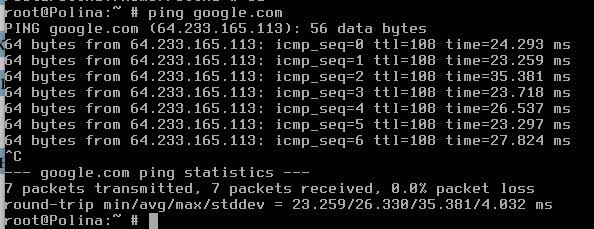 root@Polina:~ # ping google.com
PING google.com (64.233.165.113): 56 data bytes
64 bytes from 64.233.165.113: icmp_seq=0 ttl=108 time=24.293 ms
64 bytes from 64.233.165.113: icmp_seq=1 ttl=108 time=23.259 ms
64 bytes from 64.233.165.113: icmp_seq=2 ttl=108 time=35.381 ms
64 bytes from 64.233.165.113: icmp_seq=3 ttl=108 time=23.718 ms
64 bytes from 64.233.165.113: icmp_seq=4 ttl=108 time=26.537 ms
64 bytes from 64.233.165.113: icmp_seq=5 ttl=108 time=23.297 ms
64 bytes from 64.233.165.113: icmp_seq=6 ttl=108 time=27.824 ms
^C
--- google.com ping statistics ---
7 packets transmitted, 7 packets received, 0.0% packet loss
round-trip min/avg/max/stddev = 23.259/26.330/35.381/4.032 ms
root@Polina:~ #